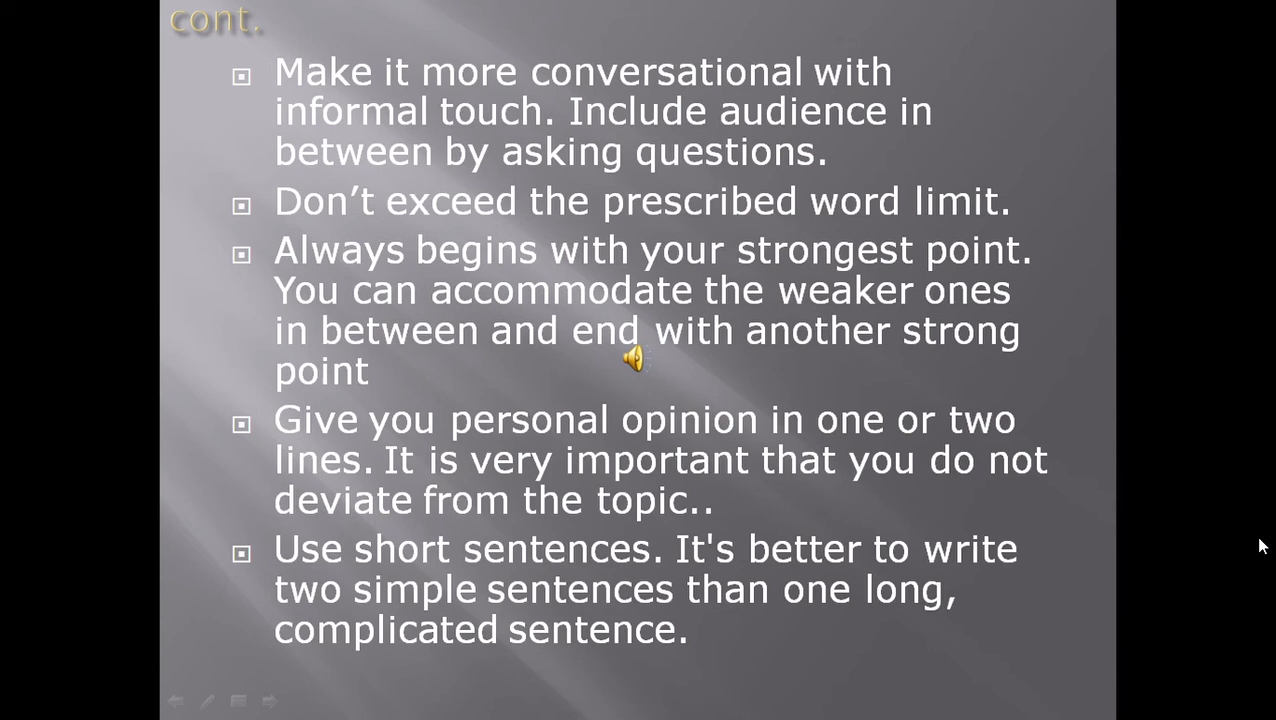 cont.
Make it more conversational with
informal touch. Include audience in
between by asking questions.
Don’t exceed the prescribed word limit.
Always begins with your strongest point.
You can accommodate the weaker ones
in between and end with another strong
point
Give you personal opinion in one or two
lines. It is very important that you do not
deviate from the topic..
Use short sentences. It's better to write
two simple sentences than one long,
complicated sentence.